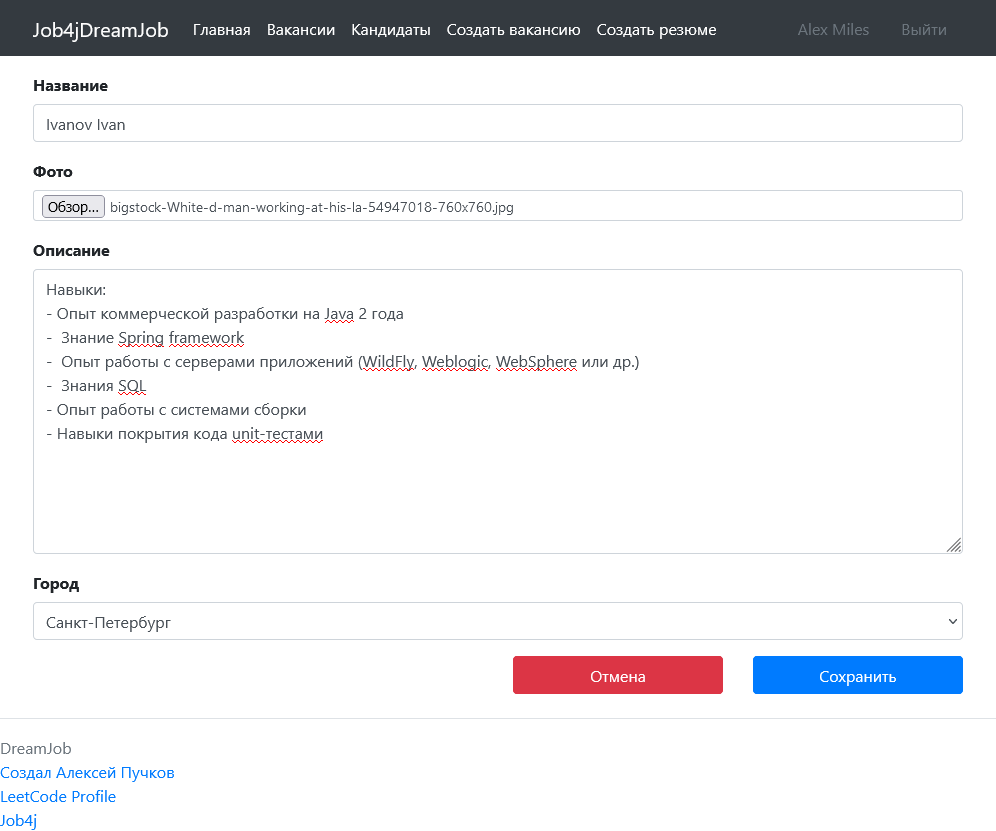 Job4jDreamJob Главная Вакансии Кандидаты Создать вакансию Создать резюме Alex Miles Выйти
Название
Ivanov Ivan
Фото
Обзор... bigstock-White-d-man-working-at-his-la-54947018-760x760.jpg
Описание
Навыки:
- Опыт коммерческой разработки на Java 2 года
-  Знание Spring framework
-  Опыт работы с серверами приложений (WildFly, Weblogic, WebSphere или др.)
-  Знания SQL
- Опыт работы с системами сборки
- Навыки покрытия кода unit-тестами
Город
Санкт-Петербург
Отмена Сохранить
DreamJob
Создал Алексей Пучков
LeetCode Profile
Job4j